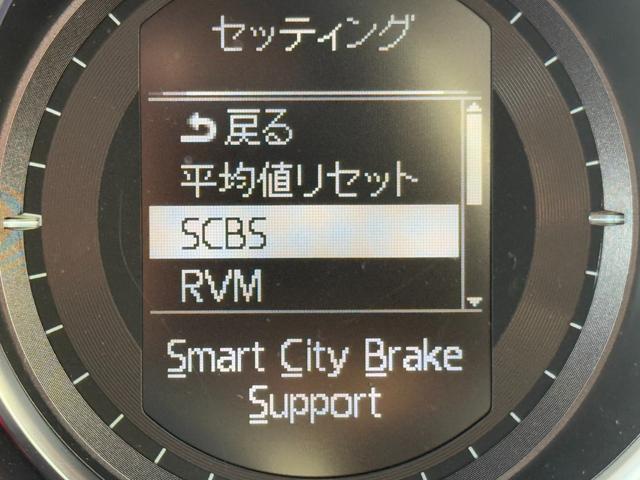 セッティング
戻る
平均値リセット
SCBS
RVM
Smart City Brake
Support